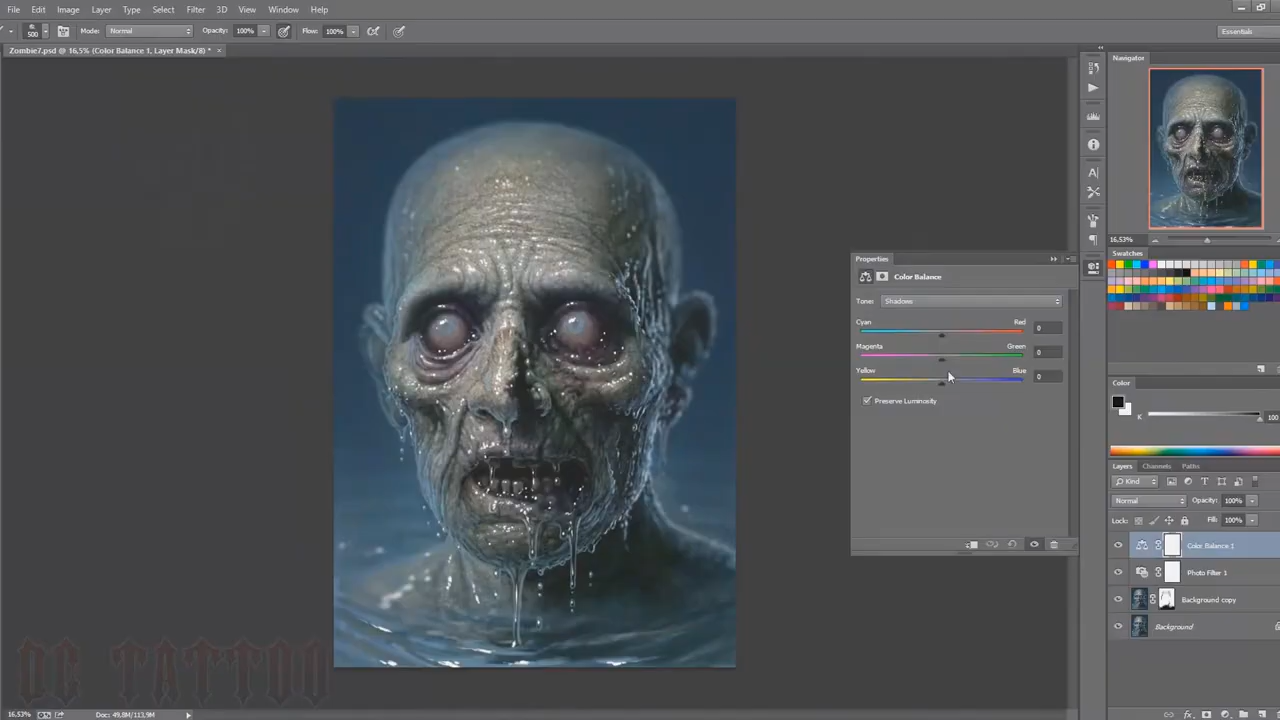 File Edit Image Layer Type Select Filter 3D View Window Help
500 Mode: Normal Opacity: 100% Flow: 100% Essentials
Zombie7.psd @ 16,5% (Color Balance 1, Layer Mask/8) * ×
Navigator
16,53%
Swatches
Properties
Color Balance
Tone: Shadows
Cyan Red 0
Magenta Green 0
Yellow Blue 0
Preserve Luminosity
Color
K 100
Layers Channels Paths
Kind
Normal Opacity: 100%
Lock: Fill: 100%
Color Balance 1
Photo Filter 1
Background copy
Background
DC TATTOO
16,53% Doc: 49,8M/113,9M